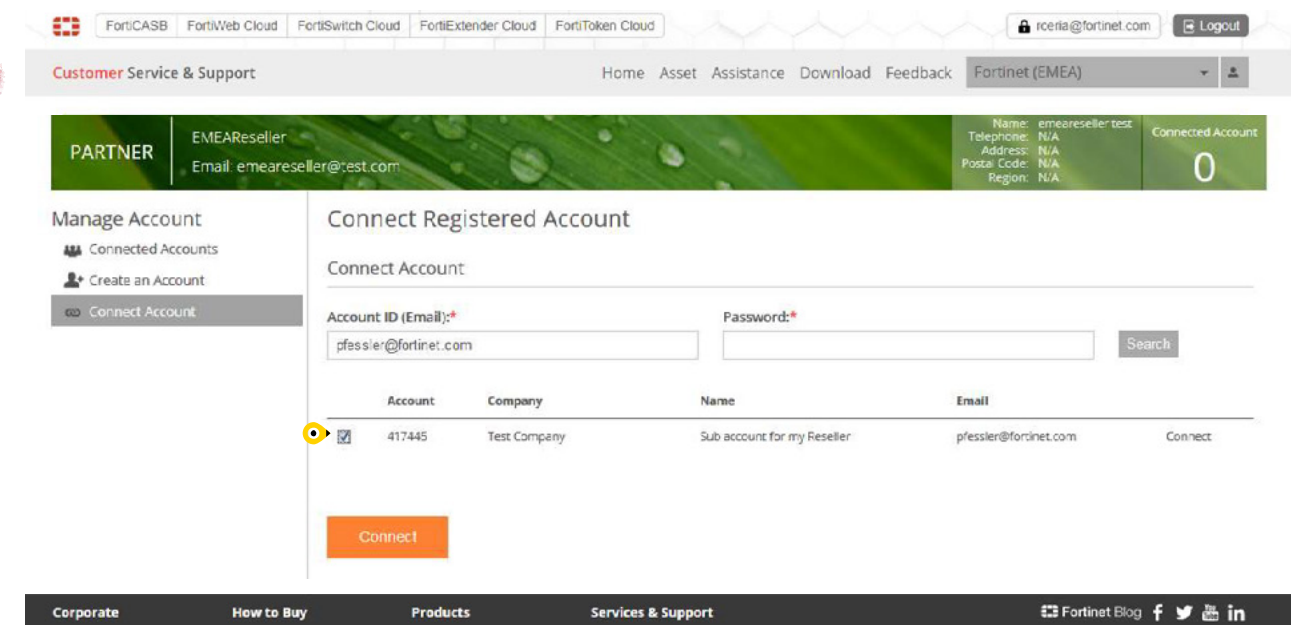 FortiCASB FortiWeb Cloud FortiSwitch Cloud FortiExtender Cloud FortiToken Cloud rceria@fortinet.com Logout
Customer Service & Support Home Asset Assistance Download Feedback Fortinet (EMEA)
PARTNER
EMEAReseller
Email: emeareseller@test.com
Name: emeareseller test
Telephone: N/A
Address: N/A
Postal Code: N/A
Region: N/A
Connected Account
0
Manage Account
Connected Accounts
Create an Account
Connect Account
Connect Registered Account
Connect Account
Account ID (Email):* Password:*
pfessler@fortinet.com Search
Account Company Name Email
417445 Test Company Sub account for my Reseller pfessler@fortinet.com Connect
Connect
Corporate How to Buy Products Services & Support Fortinet Blog